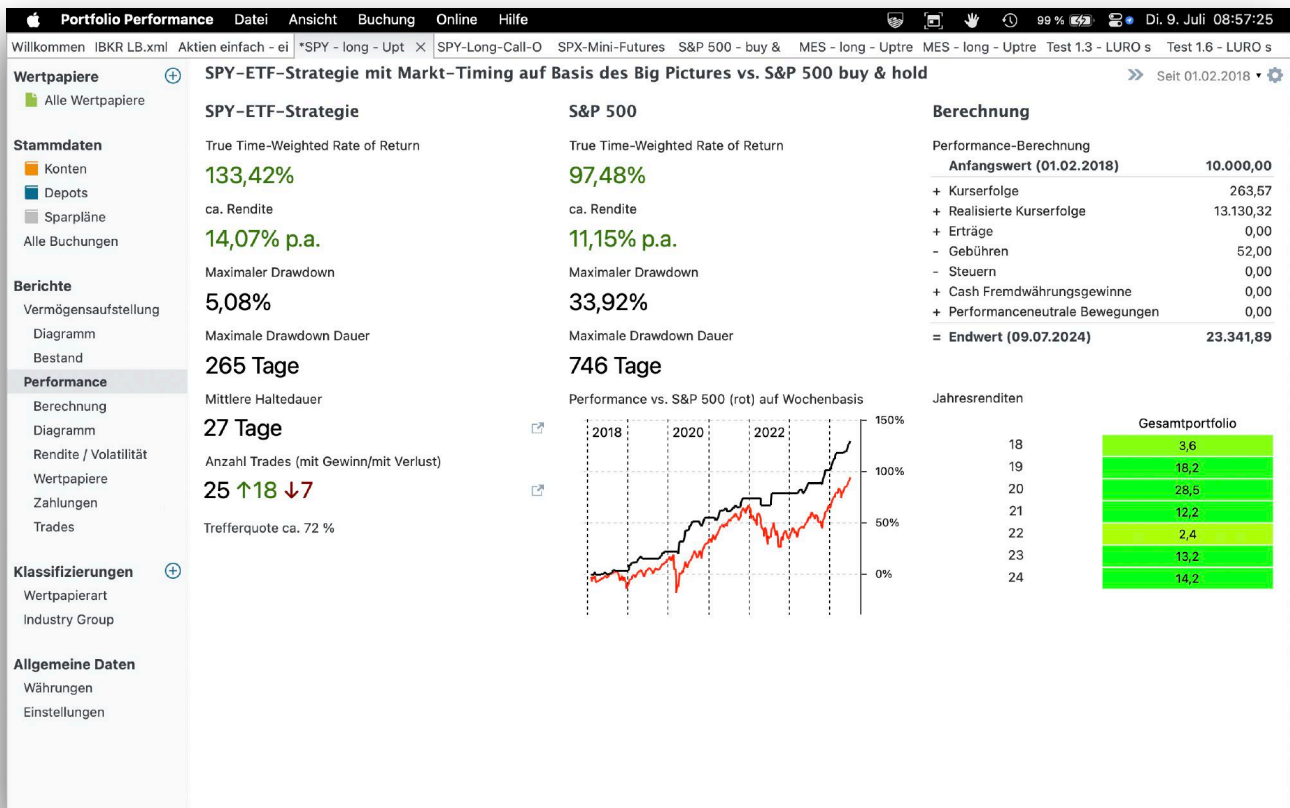 Portfolio Performance Datei Ansicht Buchung Online Hilfe 99 % Di. 9. Juli 08:57:25
Willkommen IBKR LB.xml Aktien einfach - ei *SPY - long - Upt × SPY-Long-Call-O SPX-Mini-Futures S&P 500 - buy & MES - long - Uptre MES - long - Uptre Test 1.3 - LURO s Test 1.6 - LURO s
Wertpapiere
Alle Wertpapiere
Stammdaten
Konten
Depots
Sparpläne
Alle Buchungen
Berichte
Vermögensaufstellung
Diagramm
Bestand
Performance
Berechnung
Diagramm
Rendite / Volatilität
Wertpapiere
Zahlungen
Trades
Klassifizierungen
Wertpapierart
Industry Group
Allgemeine Daten
Währungen
Einstellungen
SPY-ETF-Strategie mit Markt-Timing auf Basis des Big Pictures vs. S&P 500 buy & hold
Seit 01.02.2018
SPY-ETF-Strategie
True Time-Weighted Rate of Return
133,42%
ca. Rendite
14,07% p.a.
Maximaler Drawdown
5,08%
Maximale Drawdown Dauer
265 Tage
Mittlere Haltedauer
27 Tage
Anzahl Trades (mit Gewinn/mit Verlust)
25 ↑18 ↓7
Trefferquote ca. 72 %
S&P 500
True Time-Weighted Rate of Return
97,48%
ca. Rendite
11,15% p.a.
Maximaler Drawdown
33,92%
Maximale Drawdown Dauer
746 Tage
Performance vs. S&P 500 (rot) auf Wochenbasis
2018 2020 2022
150%
100%
50%
0%
Berechnung
Performance-Berechnung
Anfangswert (01.02.2018) 10.000,00
+ Kurserfolge 263,57
+ Realisierte Kurserfolge 13.130,32
+ Erträge 0,00
- Gebühren 52,00
- Steuern 0,00
+ Cash Fremdwährungsgewinne 0,00
+ Performanceneutrale Bewegungen 0,00
= Endwert (09.07.2024) 23.341,89
Jahresrenditen
Gesamtportfolio
18 3,6
19 18,2
20 28,5
21 12,2
22 2,4
23 13,2
24 14,2